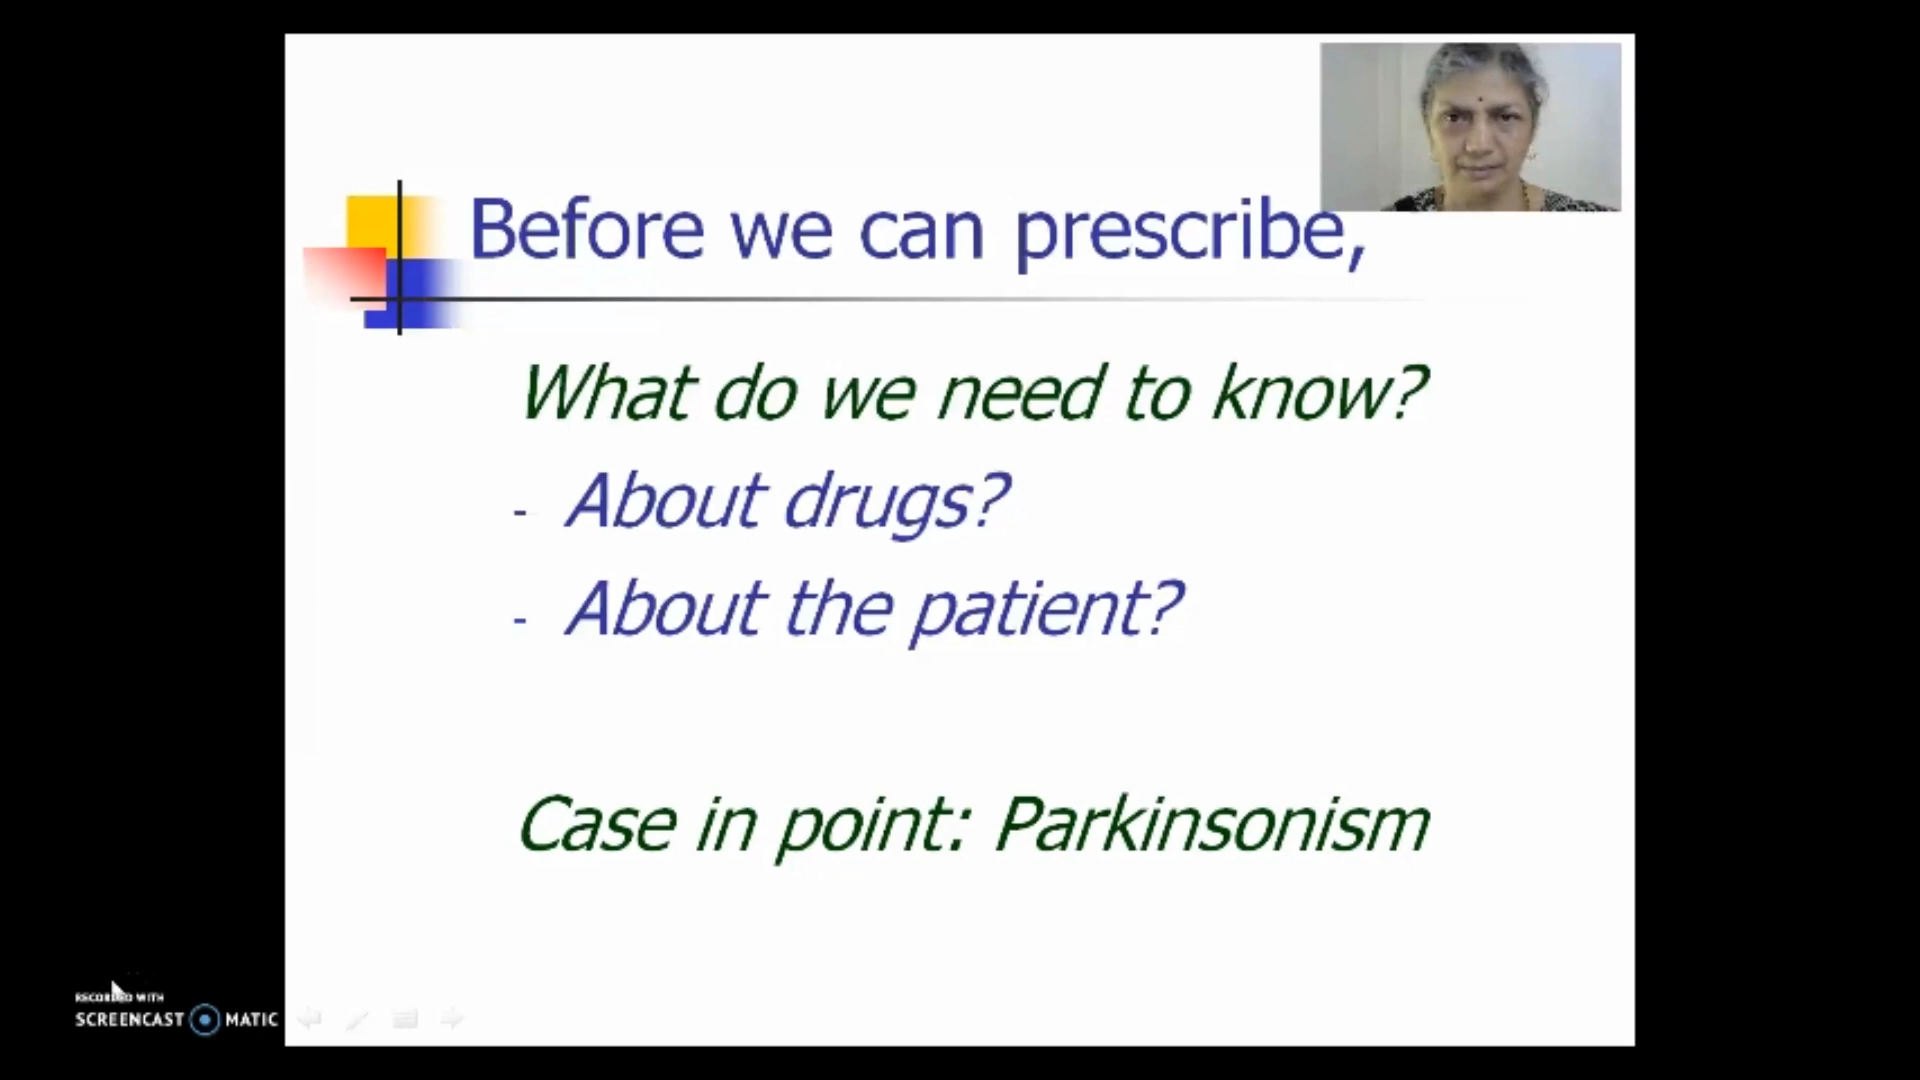 Before we can prescribe,
What do we need to know?
- About drugs?
- About the patient?
Case in point: Parkinsonism
RECORDED WITH
SCREENCAST MATIC